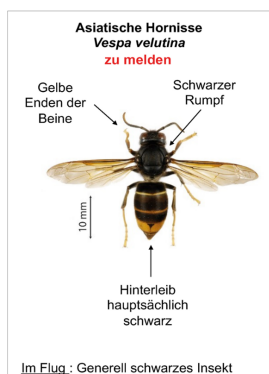 Asiatische Hornisse
Vespa velutina
zu melden
Gelbe
Enden der
Beine
Schwarzer
Rumpf
10 mm
Hinterleib
hauptsächlich
schwarz
Im Flug : Generell schwarzes Insekt